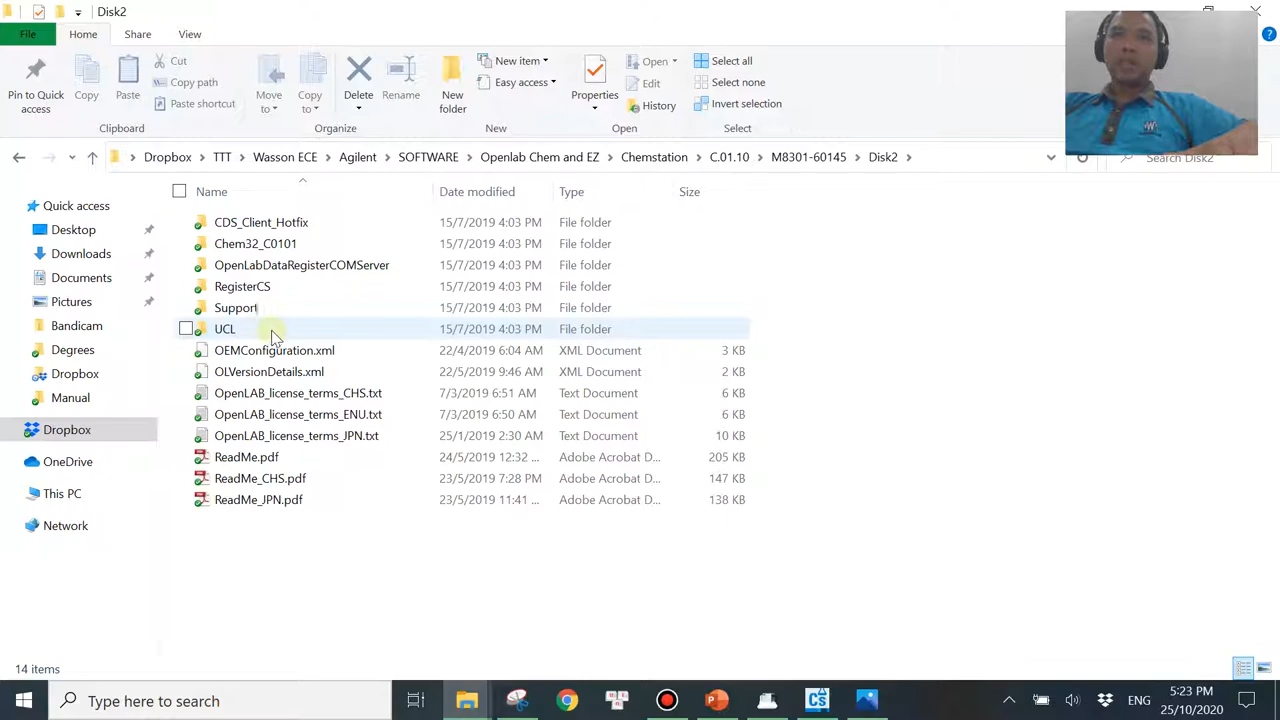 Disk2
File Home Share View
Pin to Quick access
Copy
Paste
Cut
Copy path
Paste shortcut
Clipboard
Move to
Copy to
Delete
Rename
Organize
New folder
New item
Easy access
New
Properties
Open
Edit
History
Open
Select all
Select none
Invert selection
Select
Dropbox > TTT > Wasson ECE > Agilent > SOFTWARE > Openlab Chem and EZ > Chemstation > C.01.10 > M8301-60145 > Disk2 >
Search Disk2
Quick access
Desktop
Downloads
Documents
Pictures
Bandicam
Degrees
Dropbox
Manual
Dropbox
OneDrive
This PC
Network
Name Date modified Type Size
CDS_Client_Hotfix 15/7/2019 4:03 PM File folder
Chem32_C0101 15/7/2019 4:03 PM File folder
OpenLabDataRegisterCOMServer 15/7/2019 4:03 PM File folder
RegisterCS 15/7/2019 4:03 PM File folder
Support 15/7/2019 4:03 PM File folder
UCL 15/7/2019 4:03 PM File folder
OEMConfiguration.xml 22/4/2019 6:04 AM XML Document 3 KB
OLVersionDetails.xml 22/5/2019 9:46 AM XML Document 2 KB
OpenLAB_license_terms_CHS.txt 7/3/2019 6:51 AM Text Document 6 KB
OpenLAB_license_terms_ENU.txt 7/3/2019 6:50 AM Text Document 6 KB
OpenLAB_license_terms_JPN.txt 25/1/2019 2:30 AM Text Document 10 KB
ReadMe.pdf 24/5/2019 12:32 ... Adobe Acrobat D... 205 KB
ReadMe_CHS.pdf 23/5/2019 7:28 PM Adobe Acrobat D... 147 KB
ReadMe_JPN.pdf 23/5/2019 11:41 ... Adobe Acrobat D... 138 KB
14 items
Type here to search
ENG
5:23 PM
25/10/2020